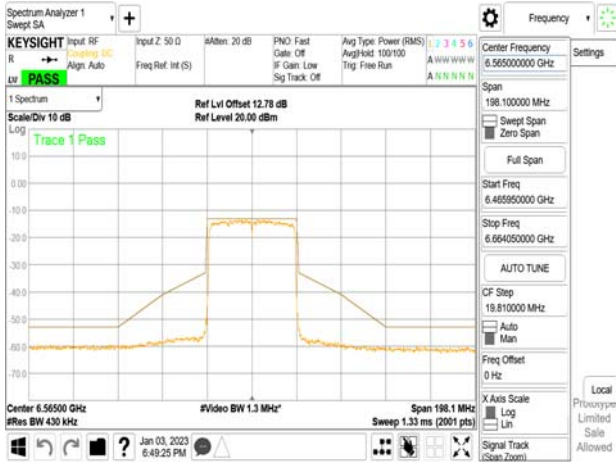 Spectrum Analyzer 1
Swept SA
Frequency
KEYSIGHT Input: RF
Coupling: DC
Align: Auto
Input Z: 50 Ω
Freq Ref: Int (S)
#Atten: 20 dB
PNO: Fast
Gate: Off
IF Gain: Low
Sig Track: Off
Avg Type: Power (RMS)
Avg|Hold: 100/100
Trig: Free Run
1 2 3 4 5 6
A W W W W W
A N N N N N
R
LVI PASS
1 Spectrum
Scale/Div 10 dB
Ref Lvl Offset 12.78 dB
Ref Level 20.00 dBm
Log
Trace 1 Pass
10.0
0.00
-10.0
-20.0
-30.0
-40.0
-50.0
-60.0
-70.0
Center 6.56500 GHz
#Res BW 430 kHz
#Video BW 1.3 MHz*
Span 198.1 MHz
Sweep 1.33 ms (2001 pts)
Jan 03, 2023
6:49:25 PM
Center Frequency
6.565000000 GHz
Settings
Span
198.100000 MHz
Swept Span
Zero Span
Full Span
Start Freq
6.465950000 GHz
Stop Freq
6.664050000 GHz
AUTO TUNE
CF Step
19.810000 MHz
Auto
Man
Freq Offset
0 Hz
X Axis Scale
Log
Lin
Signal Track
(Span Zoom)
Local
Prototype
Limited
Sale
Allowed